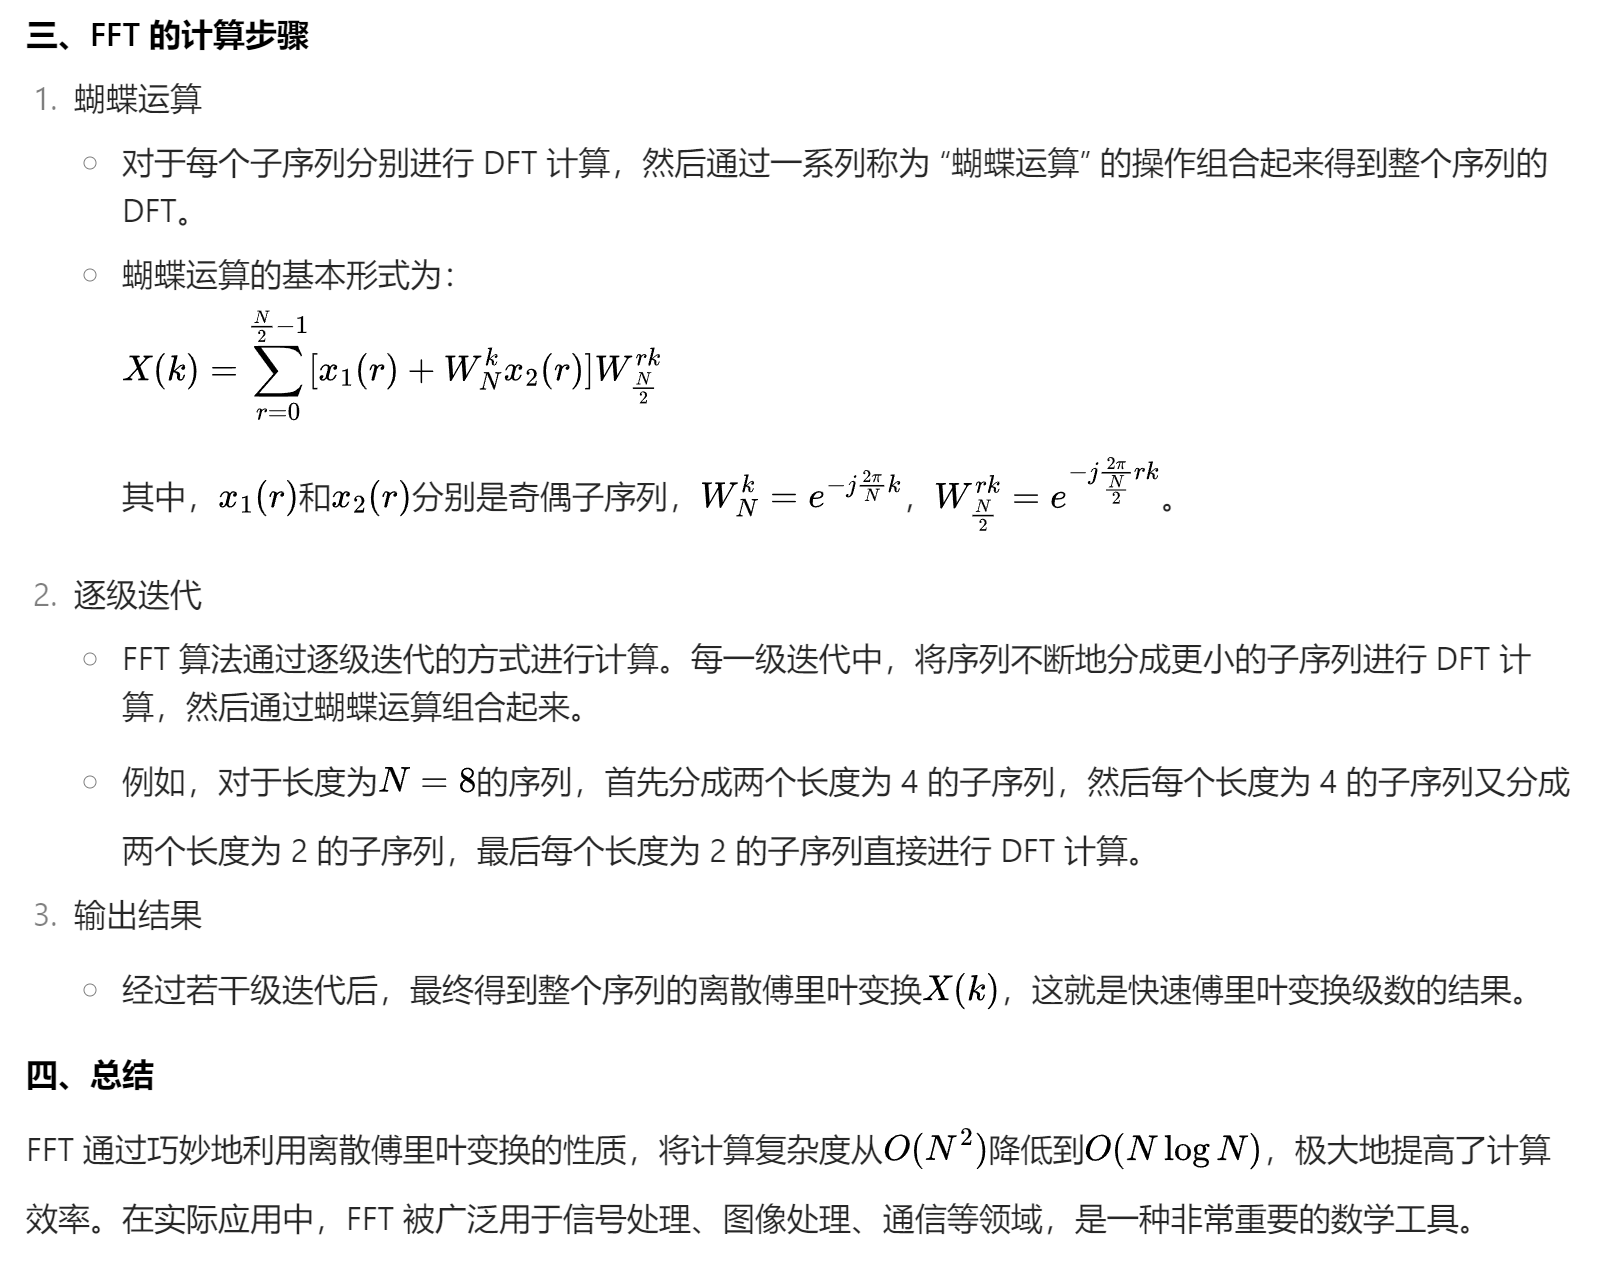 三、FFT 的计算步骤
1. 蝴蝶运算
○ 对于每个子序列分别进行 DFT 计算，然后通过一系列称为 “蝴蝶运算” 的操作组合起来得到整个序列的
DFT。
○ 蝴蝶运算的基本形式为：
$X(k) = \sum_{r=0}^{\frac{N}{2}-1} [x_1(r) + W_N^k x_2(r)] W_{\frac{N}{2}}^{rk}$
其中，$x_1(r)$和$x_2(r)$分别是奇偶子序列，$W_N^k = e^{-j\frac{2\pi}{N}k}$，$W_{\frac{N}{2}}^{rk} = e^{-j\frac{2\pi}{\frac{N}{2}}rk}$。
2. 逐级迭代
○ FFT 算法通过逐级迭代的方式进行计算。每一级迭代中，将序列不断地分成更小的子序列进行 DFT 计
算，然后通过蝴蝶运算组合起来。
○ 例如，对于长度为$N = 8$的序列，首先分成两个长度为 4 的子序列，然后每个长度为 4 的子序列又分成
两个长度为 2 的子序列，最后每个长度为 2 的子序列直接进行 DFT 计算。
3. 输出结果
○ 经过若干级迭代后，最终得到整个序列的离散傅里叶变换$X(k)$，这就是快速傅里叶变换级数的结果。
四、总结
FFT 通过巧妙地利用离散傅里叶变换的性质，将计算复杂度从$O(N^2)$降低到$O(N \log N)$，极大地提高了计算
效率。在实际应用中，FFT 被广泛用于信号处理、图像处理、通信等领域，是一种非常重要的数学工具。